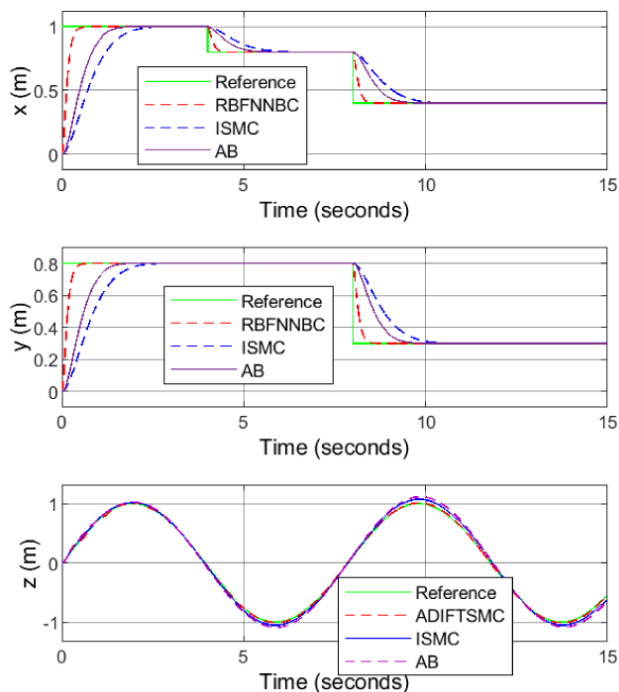 1
0.5
0
x (m)
Reference
RBFNNBC
ISMC
AB
0 5 10 15
Time (seconds)
0.8
0.6
0.4
0.2
0
y (m)
Reference
RBFNNBC
ISMC
AB
0 5 10 15
Time (seconds)
1
0
-1
z (m)
Reference
ADIFTSMC
ISMC
AB
0 5 10 15
Time (seconds)